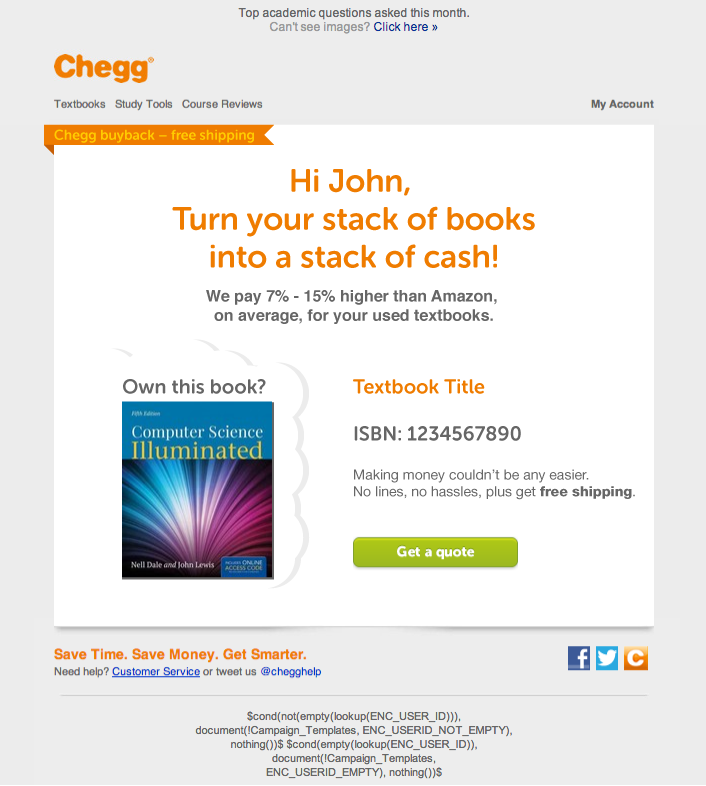 Top academic questions asked this month.
Can't see images? Click here »
Chegg®
Textbooks Study Tools Course Reviews My Account
Chegg buyback – free shipping
Hi John,
Turn your stack of books
into a stack of cash!
We pay 7% - 15% higher than Amazon,
on average, for your used textbooks.
Own this book?
Fifth Edition
Computer Science
Illuminated
Nell Dale and John Lewis
INCLUDES ONLINE
ACCESS CODE
Textbook Title
ISBN: 1234567890
Making money couldn't be any easier.
No lines, no hassles, plus get free shipping.
Get a quote
Save Time. Save Money. Get Smarter.
Need help? Customer Service or tweet us @chegghelp
f C
$cond(not(empty(lookup(ENC_USER_ID))),
document(!Campaign_Templates, ENC_USERID_NOT_EMPTY),
nothing())$ $cond(empty(lookup(ENC_USER_ID)),
document(!Campaign_Templates,
ENC_USERID_EMPTY), nothing())$